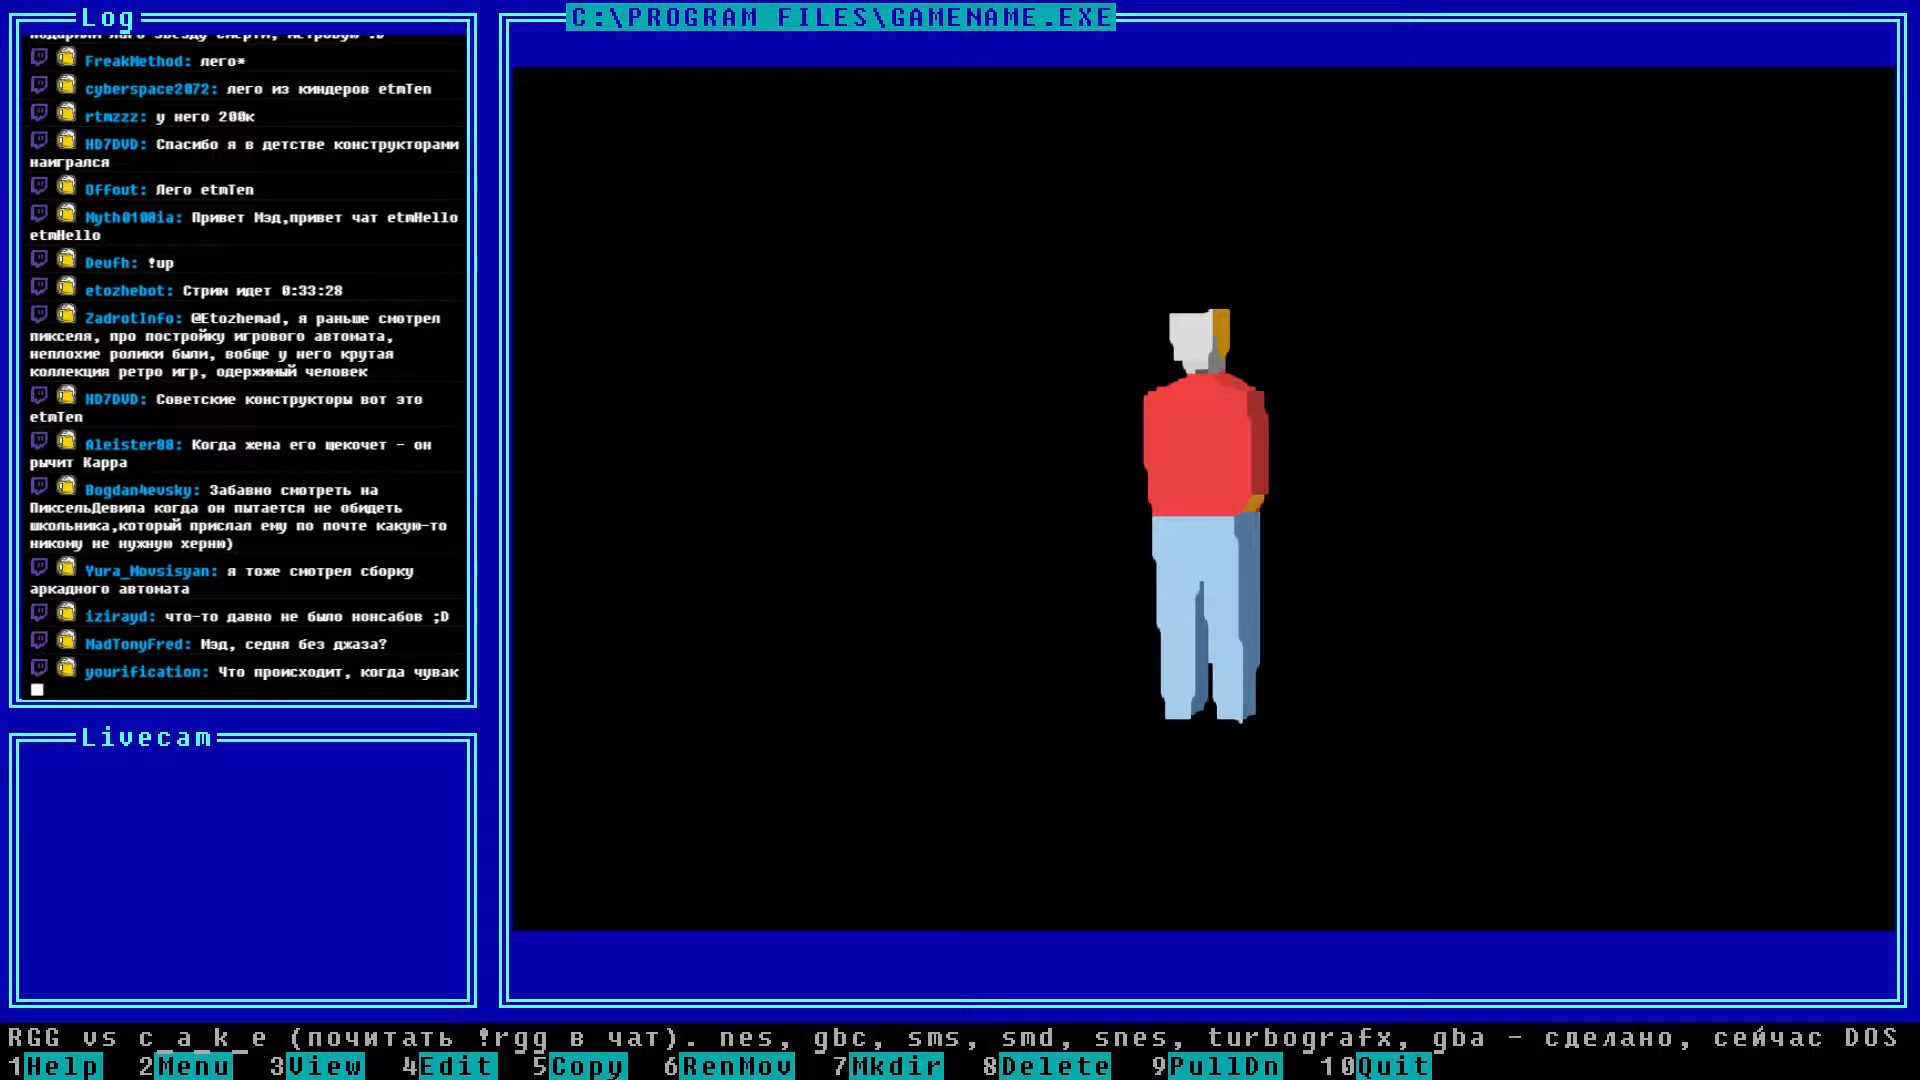 Log
C:\PROGRAM FILES\GAMENAME.EXE
FreakMethod: лего*
cyberspace2072: лего из киндеров etmTen
rtmzzz: у него 200к
HD7DVD: Спасибо я в детстве конструкторами
наигрался
Offout: Лего etmTen
Myth0108ia: Привет Мэд,привет чат etmHello
etmHello
Deufh: !up
etozhebot: Стрим идет 0:33:28
ZadrotInfo: @Etozhemad, я раньше смотрел
пикселя, про постройку игрового автомата,
неплохие ролики были, вобще у него крутая
коллекция ретро игр, одержимый человек
HD7DVD: Советские конструкторы вот это
etmTen
Aleister88: Когда жена его щекочет - он
рычит Kappa
Bogdan4evsky: Забавно смотреть на
ПиксельДевила когда он пытается не обидеть
школьника,который прислал ему по почте какую-то
никому не нужную херню)
Yura_Movsisyan: я тоже смотрел сборку
аркадного автомата
izirayd: что-то давно не было нонсабов ;D
MadTonyFred: Мэд, седня без джаза?
yourification: Что происходит, когда чувак
Livecam
RGG vs c_a_k_e (почитать !rgg в чат). nes, gbc, sms, smd, snes, turbografx, gba - сделано, сейчас DOS
1Help 2Menu 3View 4Edit 5Copy 6RenMov 7Mkdir 8Delete 9PullDn 10Quit